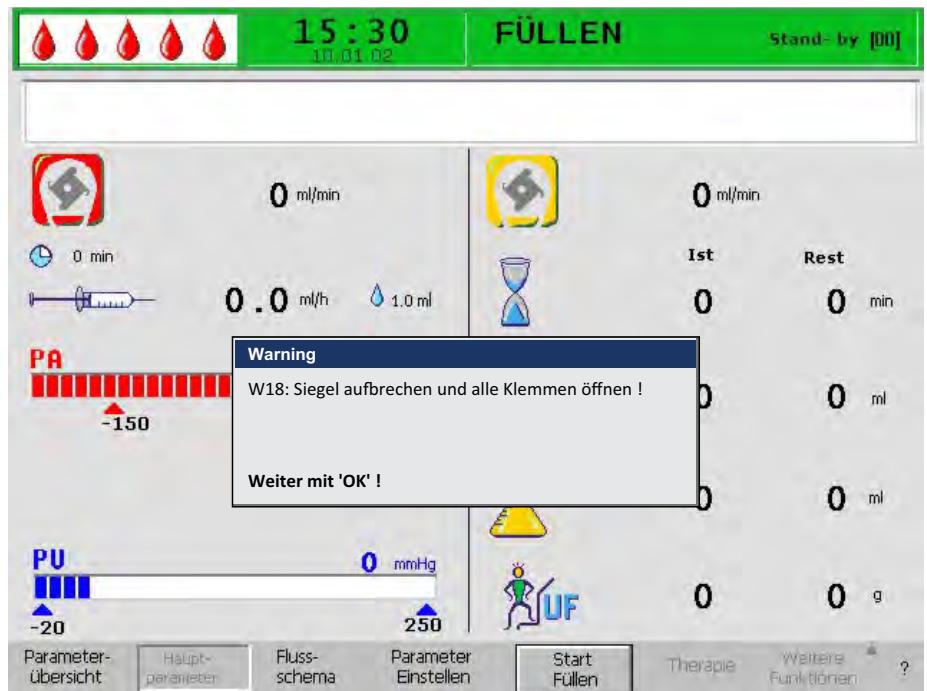 15:30
10.01.02
FÜLLEN
Stand- by [00]
0 ml/min
0 ml/min
0 min
Ist Rest
0.0 ml/h 1.0 ml
0 0 min
PA
-150
Warning
W18: Siegel aufbrechen und alle Klemmen öffnen !
Weiter mit 'OK' !
0 0 ml
0 0 ml
PV
0 mmHg
-20
250
UF
0 0 g
Parameter-
übersicht
Haupt-
parameter
Fluss-
schema
Parameter
Einstellen
Start
Füllen
Therapie
Weitere
Funktionen
?